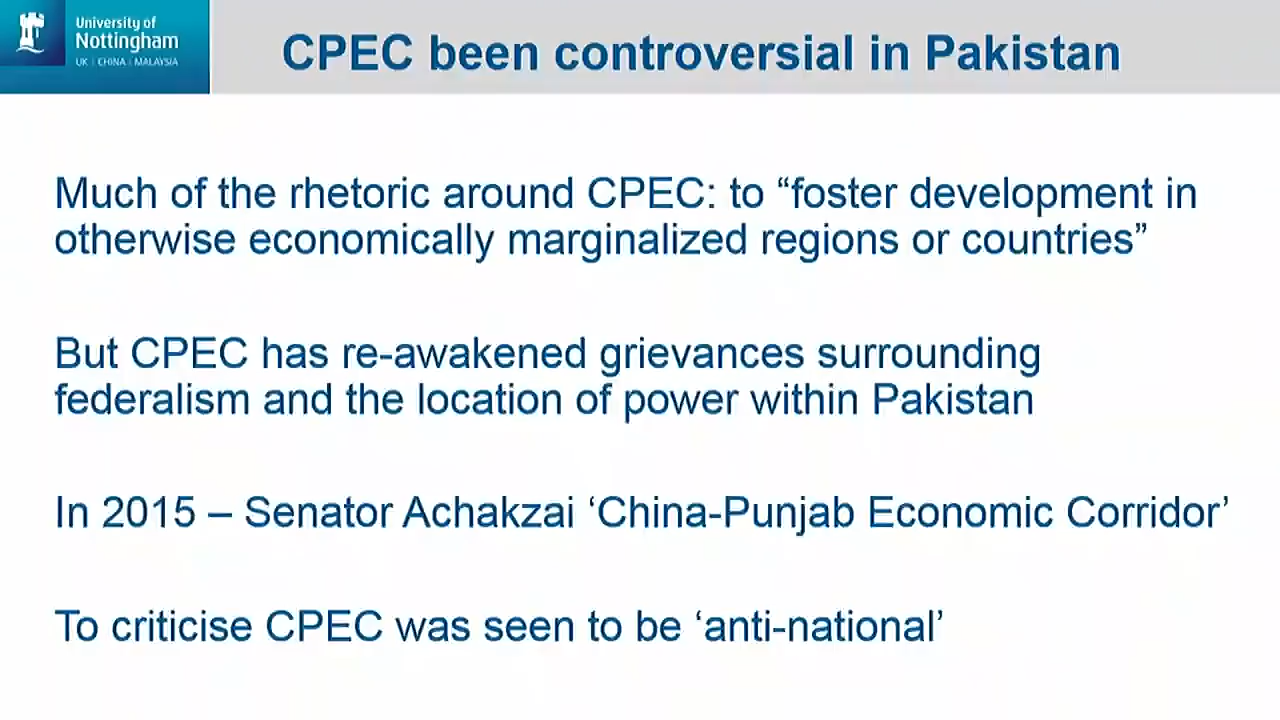 University of
Nottingham
UK | CHINA | MALAYSIA
CPEC been controversial in Pakistan
Much of the rhetoric around CPEC: to “foster development in
otherwise economically marginalized regions or countries”
But CPEC has re-awakened grievances surrounding
federalism and the location of power within Pakistan
In 2015 – Senator Achakzai ‘China-Punjab Economic Corridor’
To criticise CPEC was seen to be ‘anti-national’